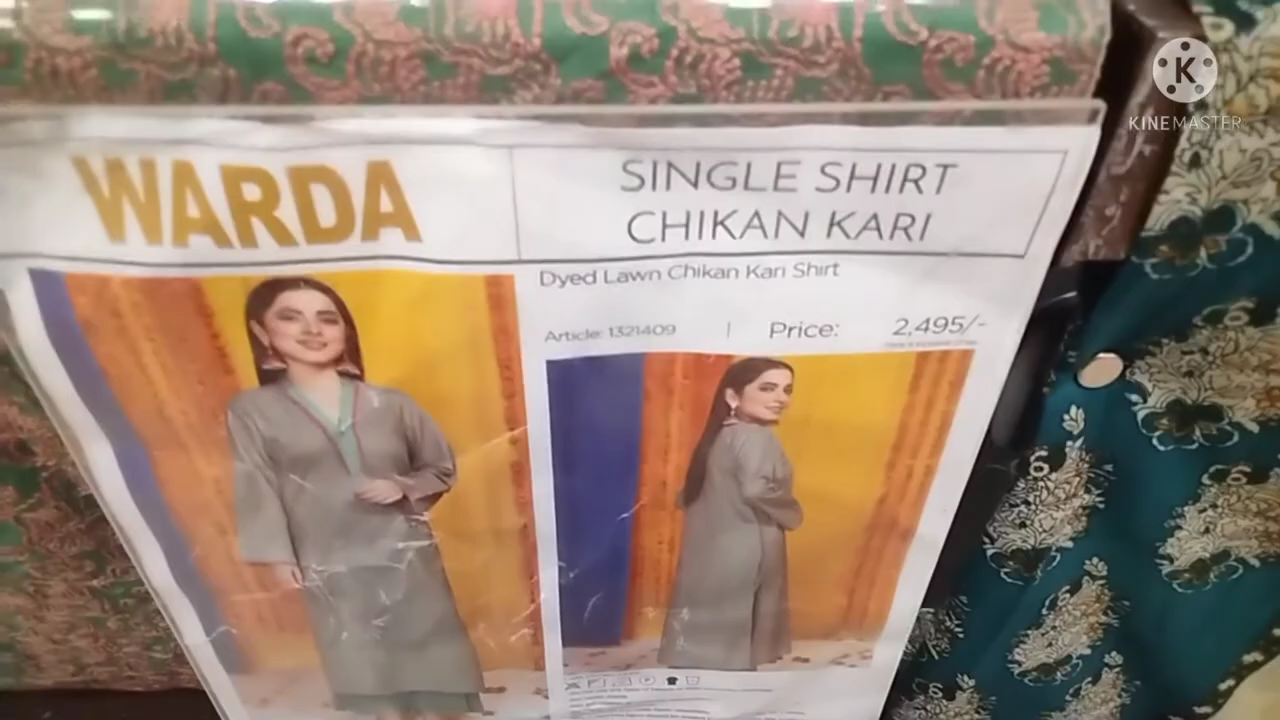 WARDA
SINGLE SHIRT
CHIKAN KARI
Dyed Lawn Chikan Kari Shirt
Article: 1321409 | Price: 2,495/-
K
KINEMASTER